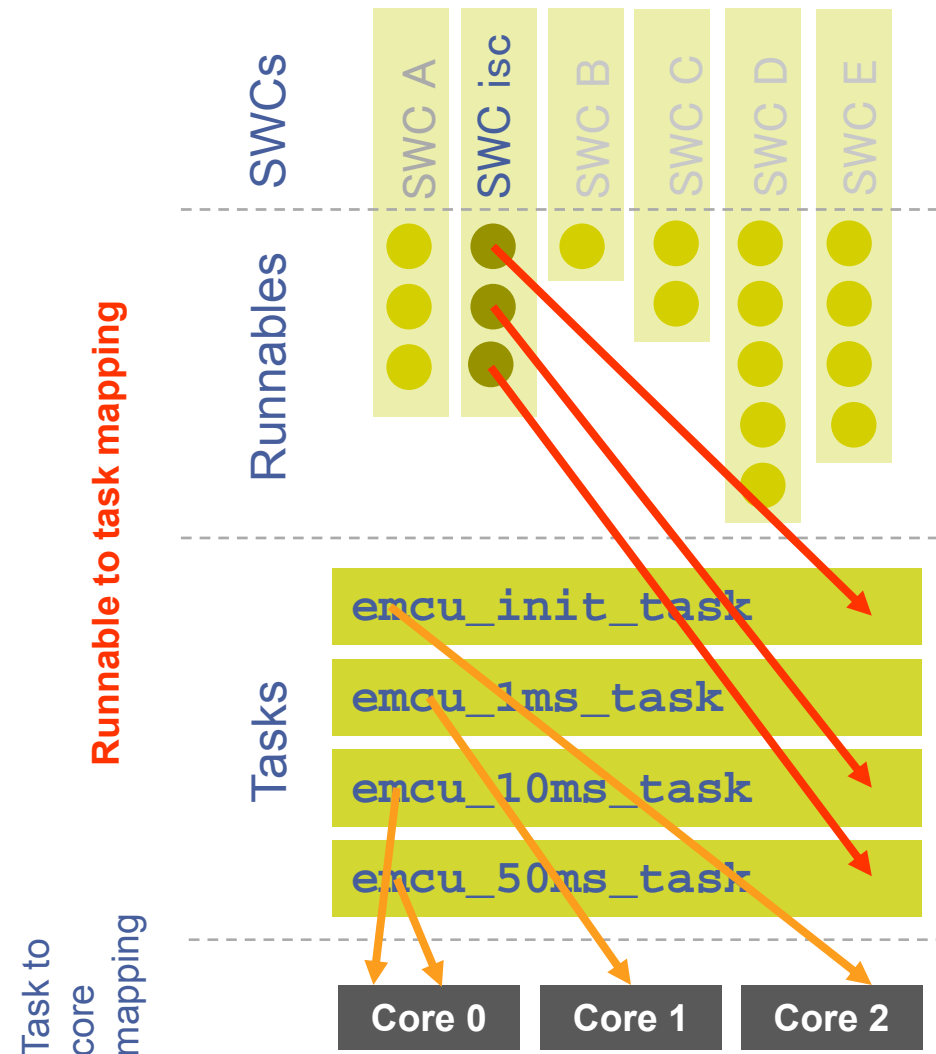 SWCs
SWC A
SWC isc
SWC B
SWC C
SWC D
SWC E
Runnables
Runnable to task mapping
Tasks
emcu_init_task
emcu_1ms_task
emcu_10ms_task
emcu_50ms_task
Task to
core
mapping
Core 0
Core 1
Core 2